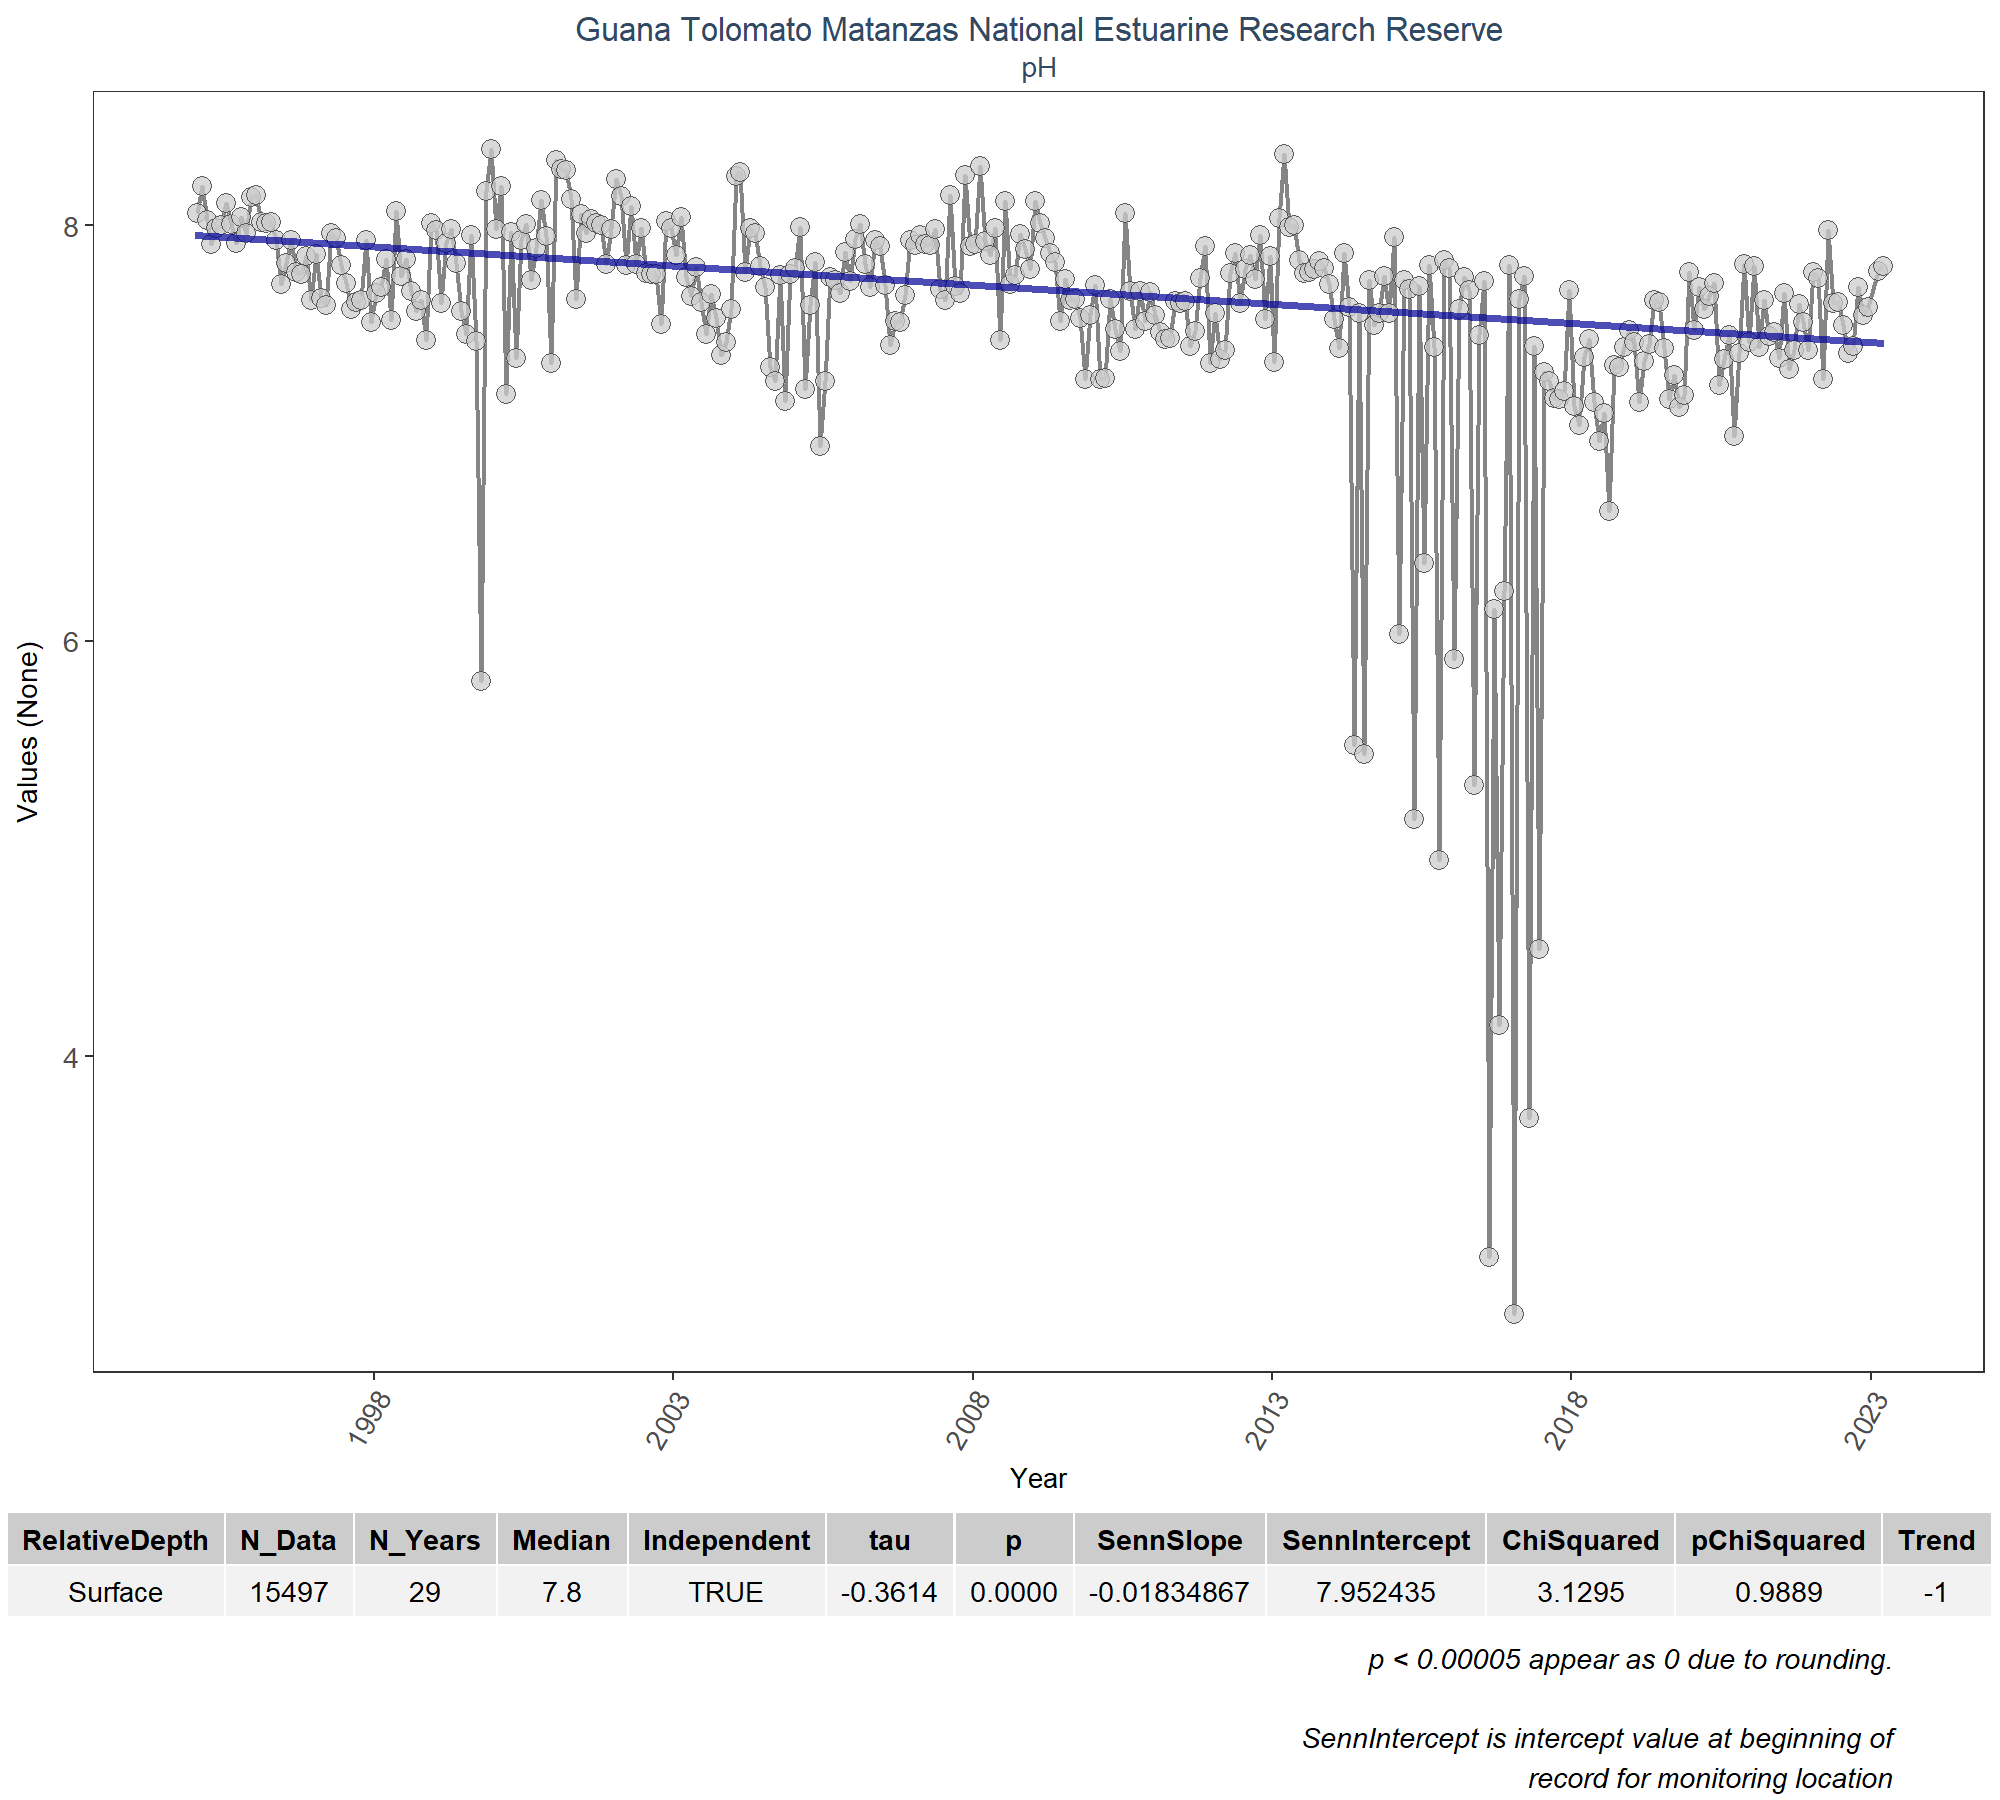 Guana Tolomato Matanzas National Estuarine Research Reserve
pH
8
6
4
Values (None)
1998 2003 2008 2013 2018 2023
Year
RelativeDepth N_Data N_Years Median Independent tau p SennSlope SennIntercept ChiSquared pChiSquared Trend
Surface 15497 29 7.8 TRUE -0.3614 0.0000 -0.01834867 7.952435 3.1295 0.9889 -1
p < 0.00005 appear as 0 due to rounding.
SennIntercept is intercept value at beginning of
record for monitoring location